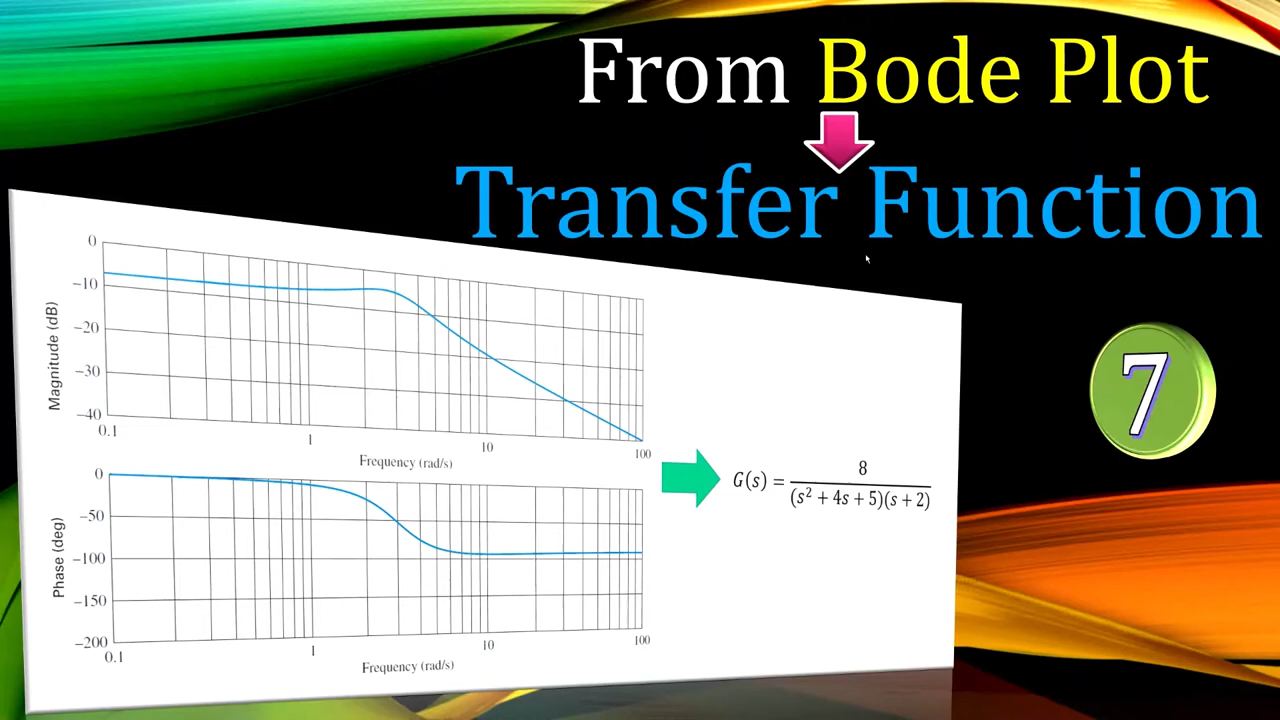 From Bode Plot
Transfer Function
7
0
−10
−20
−30
−40
Magnitude (dB)
0.1
1
10
100
Frequency (rad/s)
0
−50
−100
−150
−200
Phase (deg)
0.1
1
10
100
Frequency (rad/s)
G(s) = 8 / (s² + 4s + 5)(s + 2)